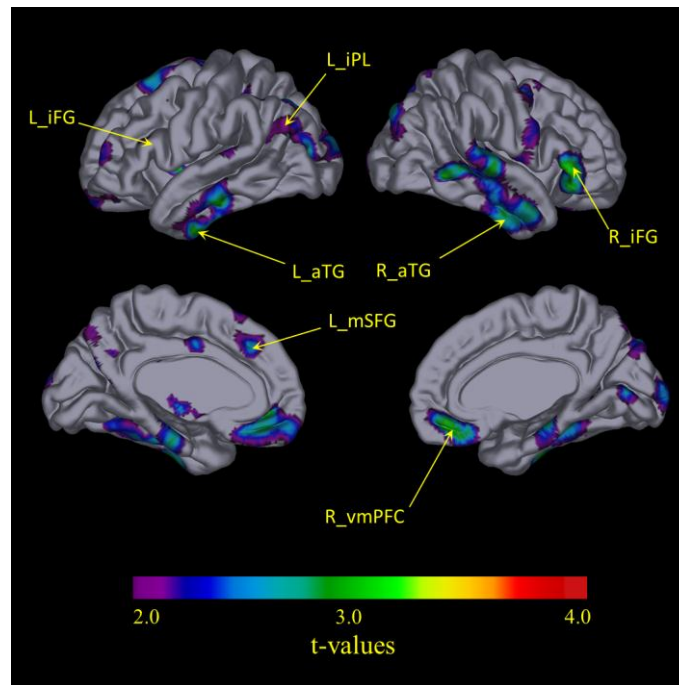 L_iPL
L_iFG
R_iFG
L_aTG
R_aTG
L_mSFG
R_vmPFC
2.0 3.0 4.0
t-values